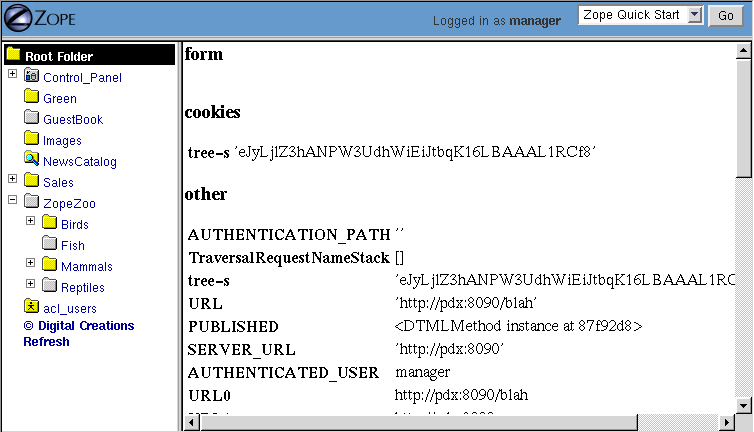 ZOPE
Logged in as manager
Zope Quick Start
Go
Root Folder
Control_Panel
Green
GuestBook
Images
NewsCatalog
Sales
ZopeZoo
Birds
Fish
Mammals
Reptiles
acl_users
© Digital Creations
Refresh
form
cookies
tree-s 'eJyLjlZ3hANPW3UdhWiEiJtbqK16LBAAAL1RCf8'
other
AUTHENTICATION_PATH ''
TraversalRequestNameStack []
tree-s 'eJyLjlZ3hANPW3UdhWiEiJtbqK16LBAAAL1RC
URL 'http://pdx:8090/blah'
PUBLISHED <DTMLMethod instance at 87f92d8>
SERVER_URL 'http://pdx:8090'
AUTHENTICATED_USER manager
URL0 http://pdx:8090/blah